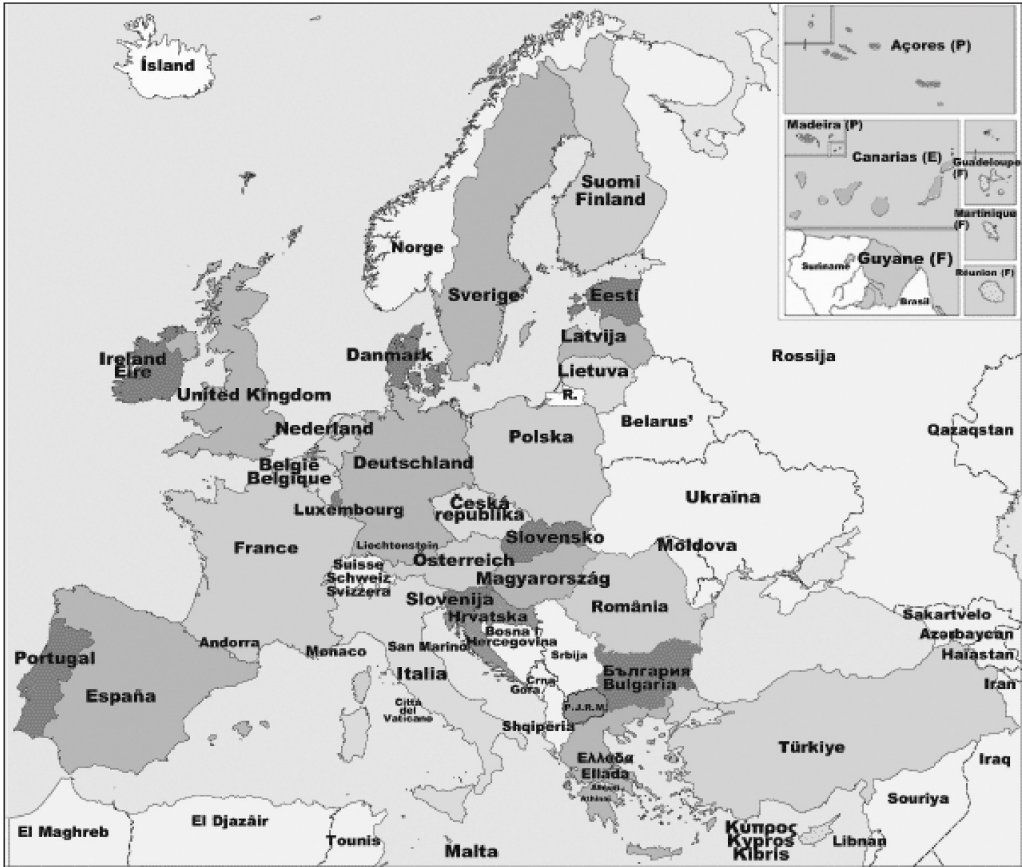 Ísland
Norge
Suomi
Finland
Sverige
Eesti
Latvija
Lietuva
R.
Danmark
Ireland
Éire
United Kingdom
Nederland
België
Belgique
Deutschland
Polska
Belarus’
Rossija
Qazaqstan
Luxembourg
Česká
republika
Slovensko
Ukraïna
Moldova
France
Liechtenstein
Österreich
Magyarország
Suisse
Schweiz
Svizzera
Slovenija
Hrvatska
Bosna i
Hercegovina
România
Srbija
Crna
Gora
България
Bulgaria
P.J.R.M.
Shqipëria
Andorra
Monaco
San Marino
Italia
Città
del
Vaticano
Portugal
España
Ελλάδα
Ellada
Türkiye
Sakartvelo
Azərbaycan
Haïastan
Iran
Iraq
Souriya
Libnan
Κύπρος
Kýpros
Kibris
Malta
El Maghreb
El Djazâir
Tounis
Açores (P)
Madeira (P)
Canarias (E)
Guadeloupe
(F)
Martinique
(F)
Réunion (F)
Suriname
Guyane (F)
Brasil